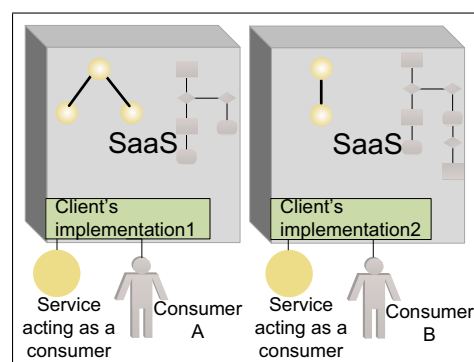 SaaS
Client's
implementation1
Service
acting as a
consumer
Consumer
A
SaaS
Client's
implementation2
Service
acting as a
consumer
Consumer
B